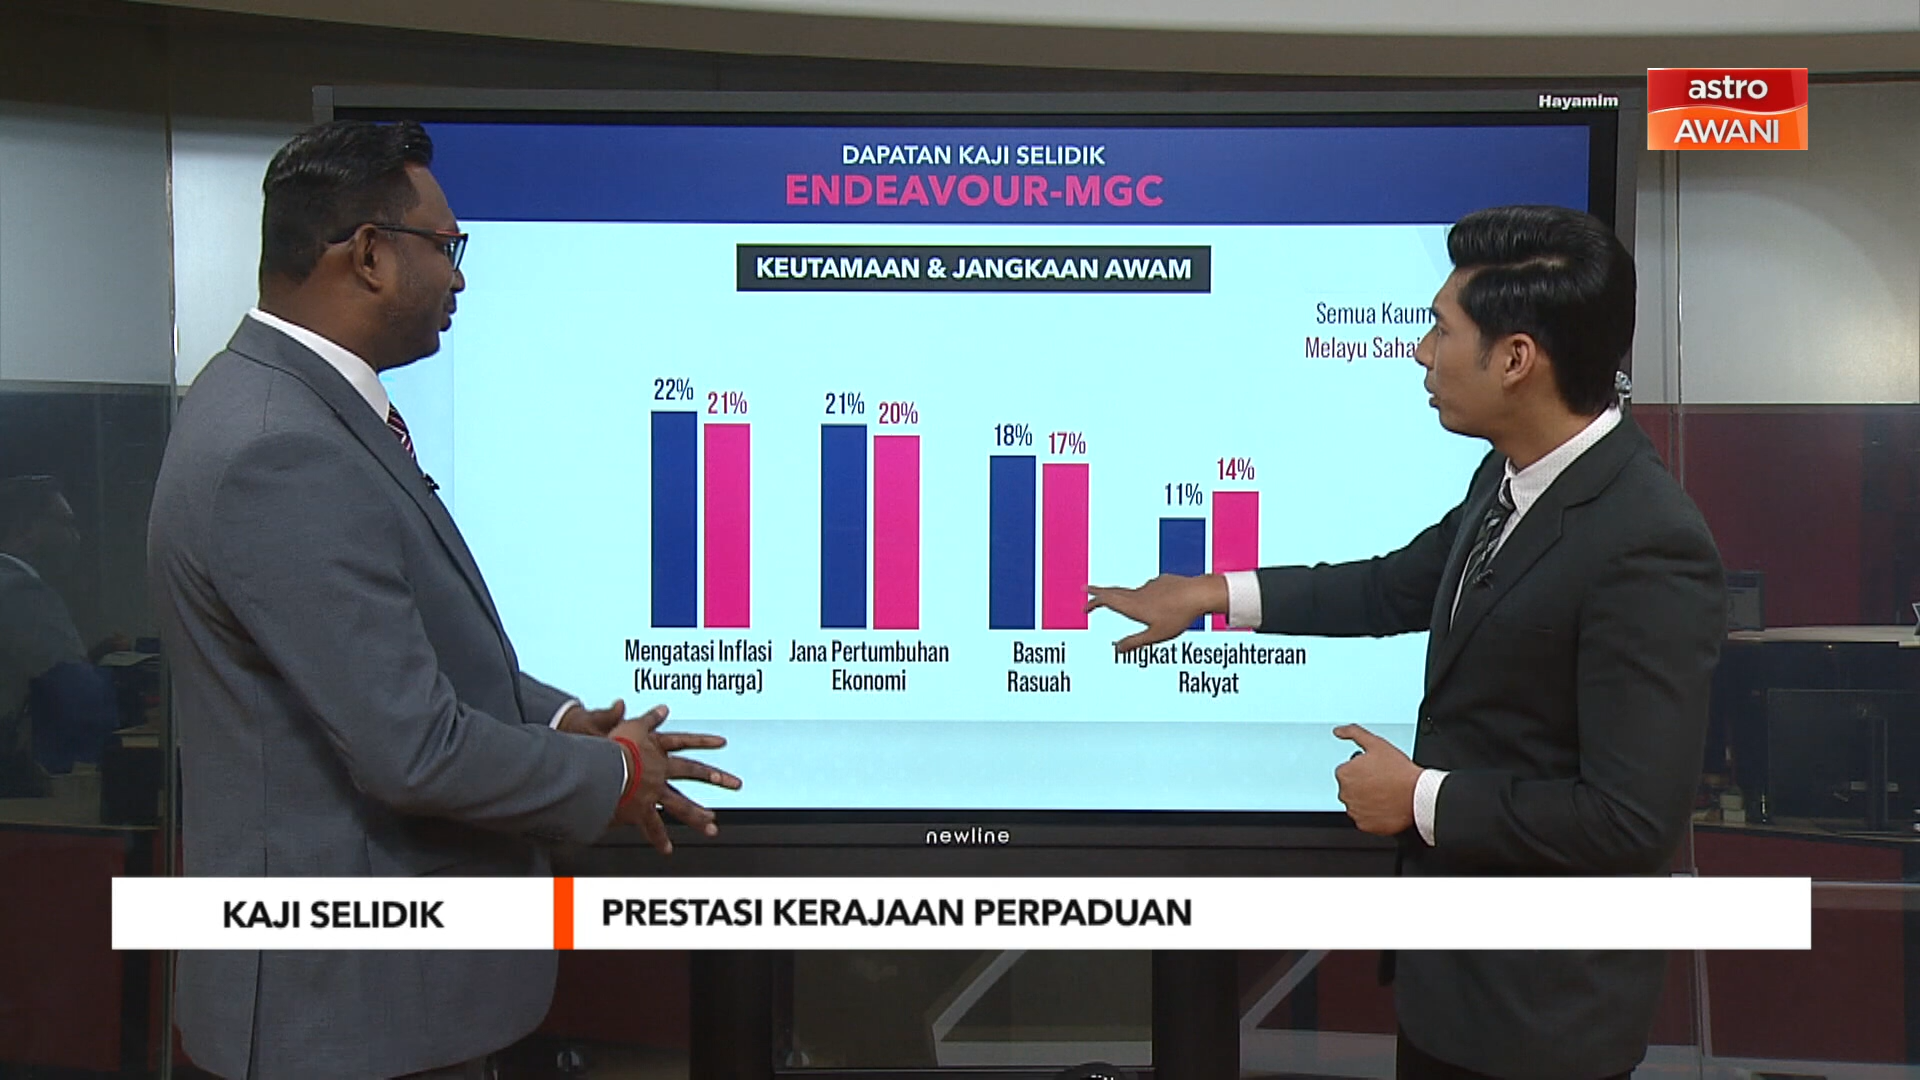 Hayamim
astro
AWANI
DAPATAN KAJI SELIDIK
ENDEAVOUR-MGC
KEUTAMAAN & JANGKAAN AWAM
Semua Kaum
Melayu
22%
21%
21%
20%
18%
17%
11%
14%
Mengatasi Inflasi
(Kurang harga)
Jana Pertumbuhan
Ekonomi
Basmi
Rasuah
Tingkat Kesejahteraan
Rakyat
newline
KAJI SELIDIK
PRESTASI KERAJAAN PERPADUAN